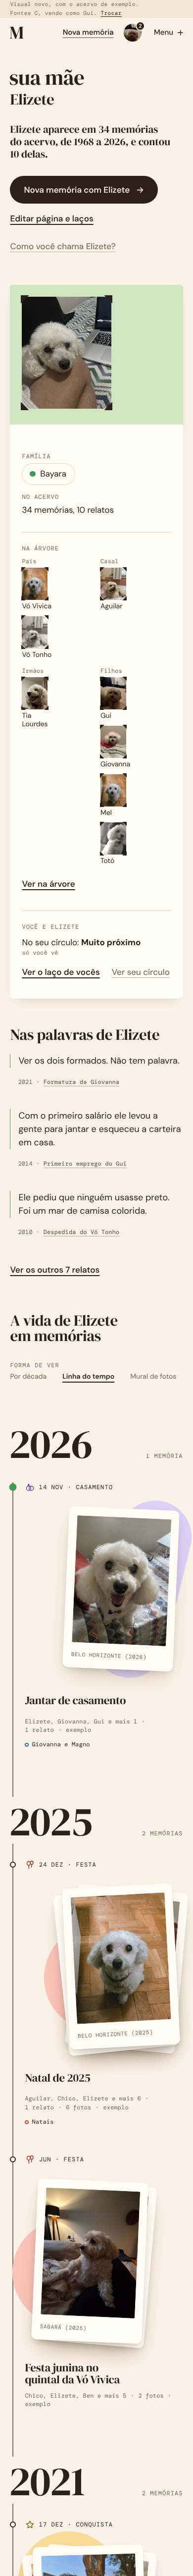 Visual novo, com o acervo de exemplo.
Fontes C, vendo como Gui. Trocar
M
Nova memória
2
Menu +
sua mãe
Elizete
Elizete aparece em 34 memórias
do acervo, de 1968 a 2026, e contou
10 delas.
Nova memória com Elizete →
Editar página e laços
Como você chama Elizete?
FAMÍLIA
Bayara
NO ACERVO
34 memórias, 10 relatos
NA ÁRVORE
Pais
Casal
Vó Vivica
Aguilar
Vô Tonho
Irmãos
Filhos
Tia
Lourdes
Gui
Giovanna
Mel
Totó
Ver na árvore
VOCÊ E ELIZETE
No seu círculo: Muito próximo
só você vê
Ver o laço de vocês
Ver seu círculo
Nas palavras de Elizete
Ver os dois formados. Não tem palavra.
2021 · Formatura da Giovanna
Com o primeiro salário ele levou a
gente para jantar e esqueceu a carteira
em casa.
2014 · Primeiro emprego do Gui
Ele pediu que ninguém usasse preto.
Foi um mar de camisa colorida.
2010 · Despedida do Vô Tonho
Ver os outros 7 relatos
A vida de Elizete
em memórias
FORMA DE VER
Por década
Linha do tempo
Mural de fotos
2026
1 MEMÓRIA
14 NOV · CASAMENTO
BELO HORIZONTE (2026)
Jantar de casamento
Elizete, Giovanna, Gui e mais 1 ·
1 relato · exemplo
Giovanna e Magno
2025
2 MEMÓRIAS
24 DEZ · FESTA
BELO HORIZONTE (2025)
Natal de 2025
Aguilar, Chico, Elizete e mais 6 ·
1 relato · 6 fotos · exemplo
Natais
JUN · FESTA
SABARÁ (2025)
Festa junina no
quintal da Vó Vivica
Chico, Elizete, Ben e mais 5 · 2 fotos ·
exemplo
2021
2 MEMÓRIAS
17 DEZ · CONQUISTA